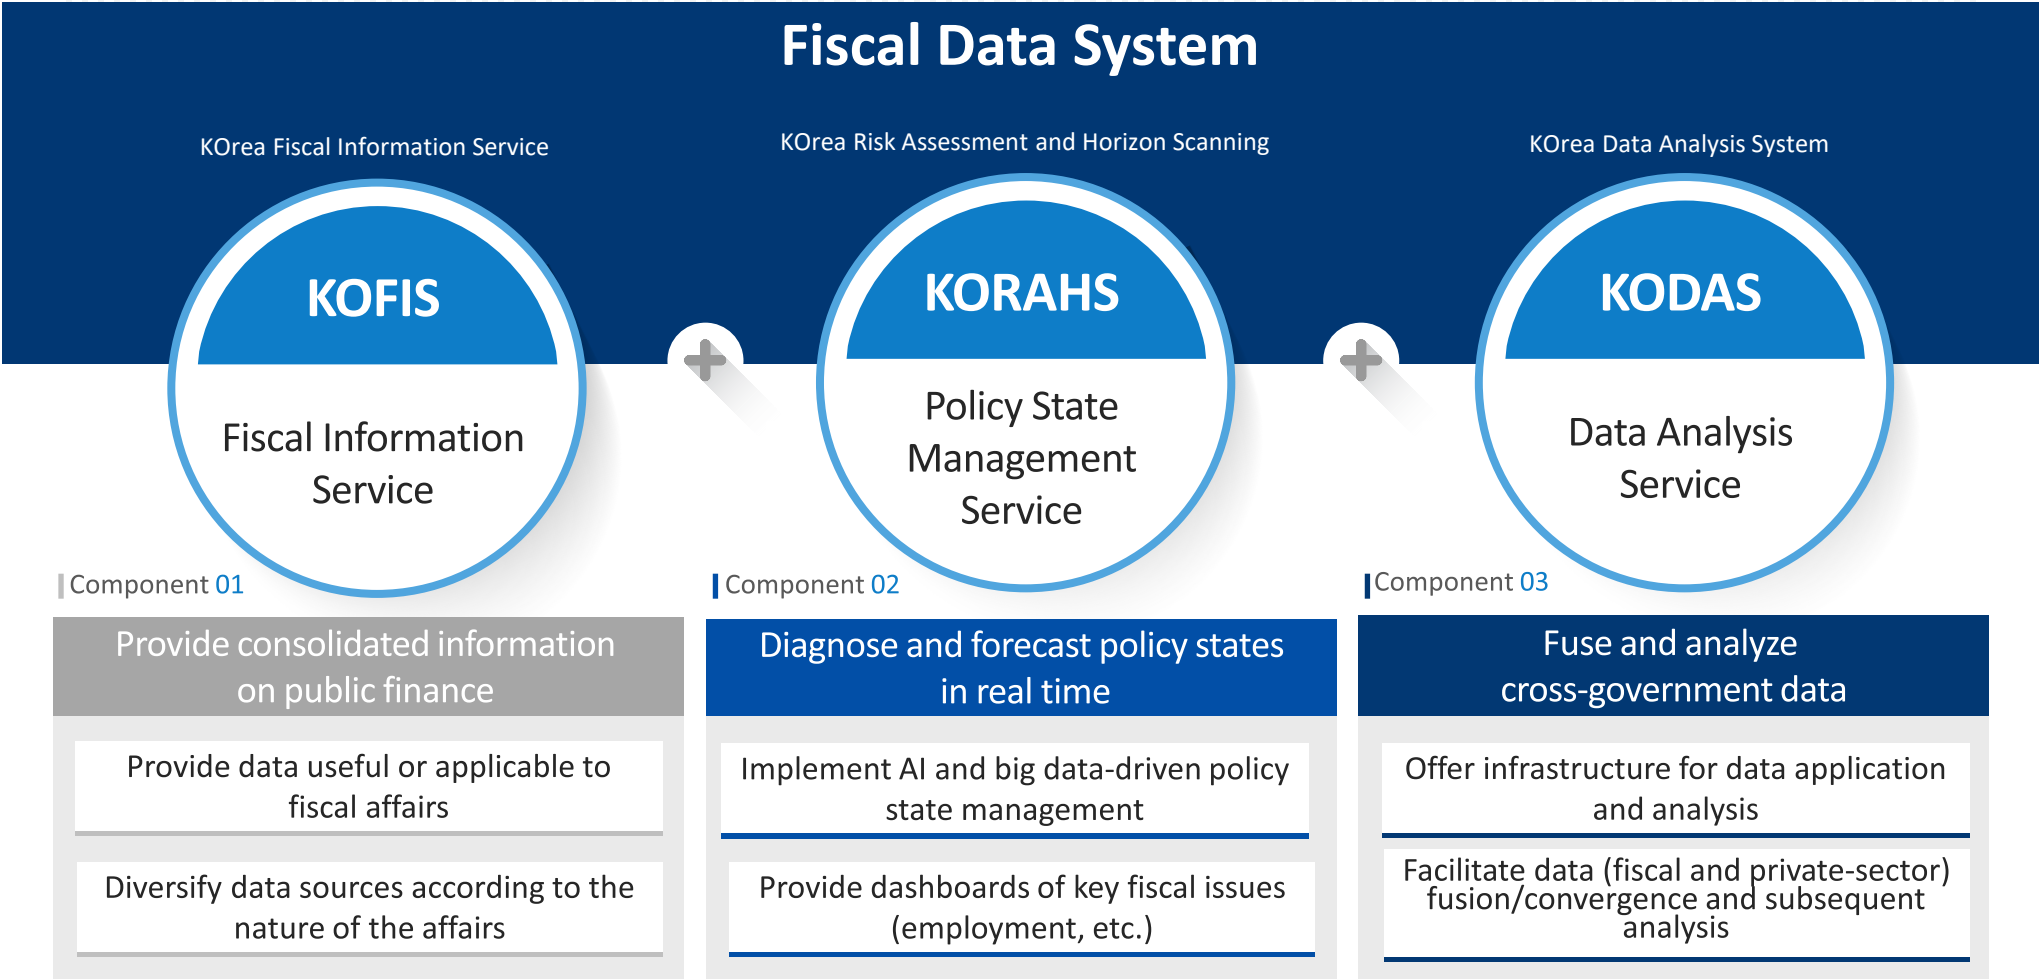 Fiscal Data System
KOrea Fiscal Information Service
KOFIS
Fiscal Information
Service
Component 01
Provide consolidated information
on public finance
Provide data useful or applicable to
fiscal affairs
Diversify data sources according to the
nature of the affairs
KOrea Risk Assessment and Horizon Scanning
KORAHS
Policy State
Management
Service
Component 02
Diagnose and forecast policy states
in real time
Implement AI and big data-driven policy
state management
Provide dashboards of key fiscal issues
(employment, etc.)
KOrea Data Analysis System
KODAS
Data Analysis
Service
Component 03
Fuse and analyze
cross-government data
Offer infrastructure for data application
and analysis
Facilitate data (fiscal and private-sector)
fusion/convergence and subsequent
analysis